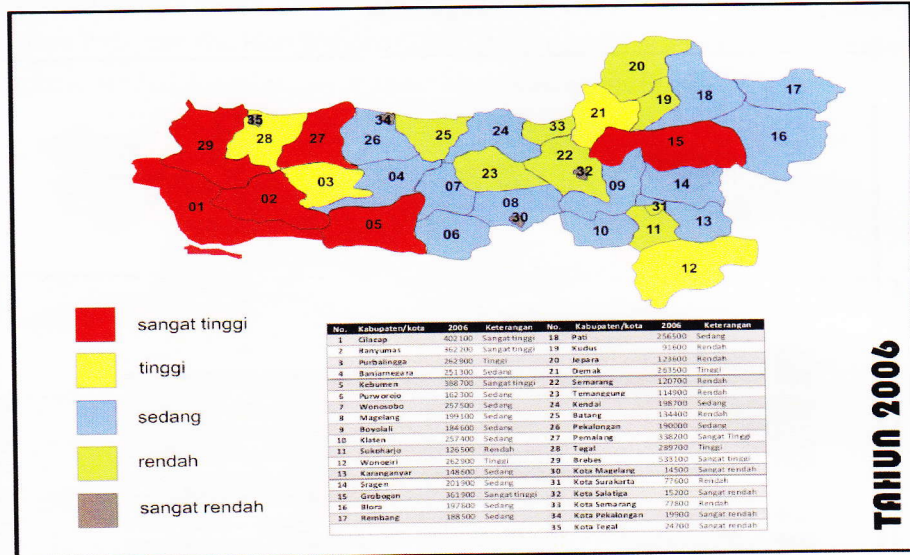 20
17
18
19
21
35
34
28
27
26
25
24
33
29
15
16
22
03
04
23
32
07
09
14
02
01
08
31
05
30
13
06
10
11
12
sangat tinggi
tinggi
sedang
rendah
sangat rendah
No. Kabupaten/kota 2006 Keterangan No. Kabupaten/kota 2006 Keterangan
1 Cilacap 402100 Sangat tinggi 18 Pati 256500 Sedang
2 Banyumas 362200 Sangat tinggi 19 Kudus 91600 Rendah
3 Purbalingga 262800 Tinggi 20 Jepara 123600 Rendah
4 Banjarnegara 251300 Sedang 21 Demak 263500 Tinggi
5 Kebumen 388700 Sangat tinggi 22 Semarang 120700 Rendah
6 Purworejo 162300 Sedang 23 Temanggung 114900 Rendah
7 Wonosobo 257500 Sedang 24 Kendal 198700 Sedang
8 Magelang 199100 Sedang 25 Batang 134400 Rendah
9 Boyolali 184600 Sedang 26 Pekalongan 190000 Sedang
10 Klaten 257400 Sedang 27 Pemalang 338200 Sangat Tinggi
11 Sukoharjo 126500 Rendah 28 Tegal 289700 Tinggi
12 Wonogiri 262900 Tinggi 29 Brebes 533100 Sangat tinggi
13 Karanganyar 148600 Sedang 30 Kota Magelang 14500 Sangat rendah
14 Sragen 201900 Sedang 31 Kota Surakarta 77600 Rendah
15 Grobogan 361900 Sangat tinggi 32 Kota Salatiga 15200 Sangat rendah
16 Blora 197600 Sedang 33 Kota Semarang 77800 Rendah
17 Rembang 188500 Sedang 34 Kota Pekalongan 19900 Sangat rendah
35 Kota Tegal 24700 Sangat rendah
TAHUN 2006